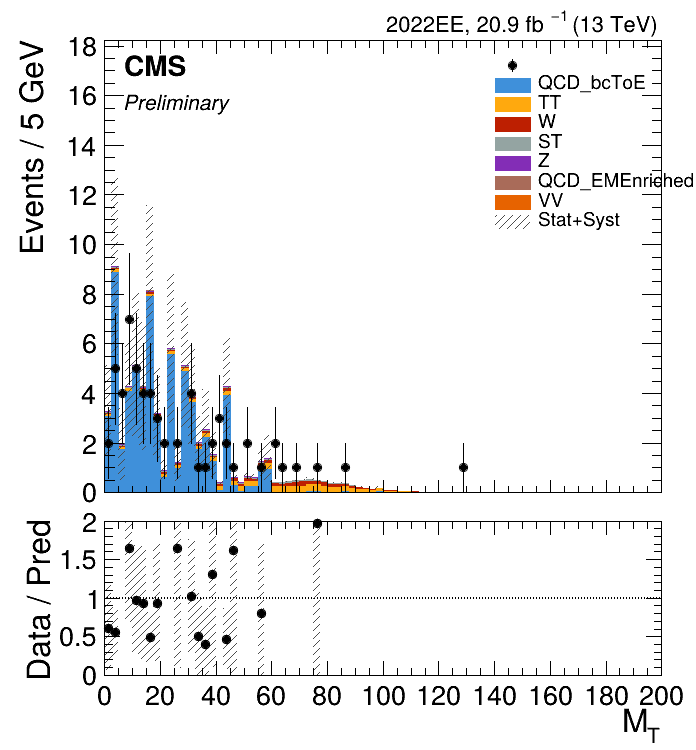 2022EE, 20.9 fb⁻¹ (13 TeV)
CMS
Preliminary
QCD_bcToE
TT
W
ST
Z
QCD_EMEnriched
VV
Stat+Syst
Events / 5 GeV
18
16
14
12
10
8
6
4
2
0
Data / Pred
2
1.5
1
0.5
0
0 20 40 60 80 100 120 140 160 180 200
M_T